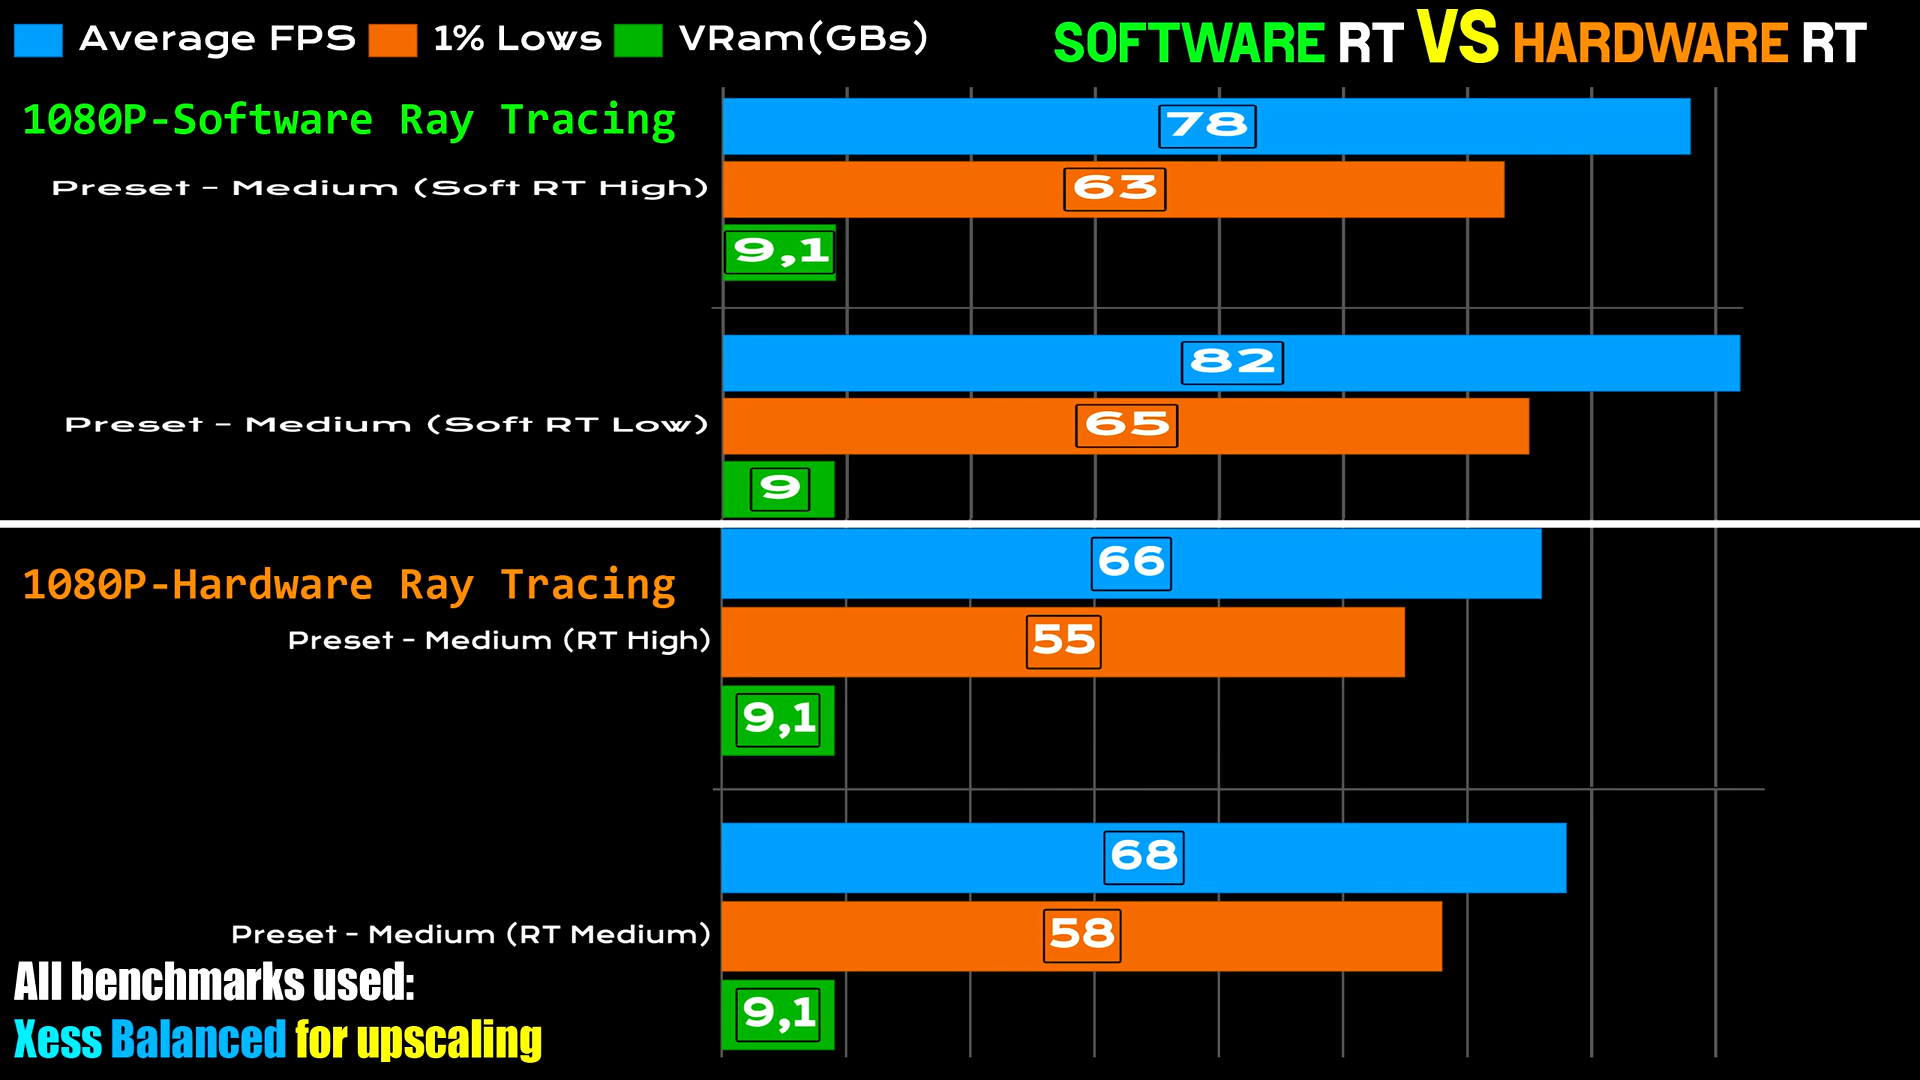 Average FPS 1% Lows VRam(GBs)
SOFTWARE RT VS HARDWARE RT
1080P-Software Ray Tracing
78
Preset - Medium (Soft RT High)
63
9,1
82
Preset - Medium (Soft RT Low)
65
9
1080P-Hardware Ray Tracing
66
Preset - Medium (RT High)
55
9,1
68
Preset - Medium (RT Medium)
58
9,1
All benchmarks used:
Xess Balanced for upscaling